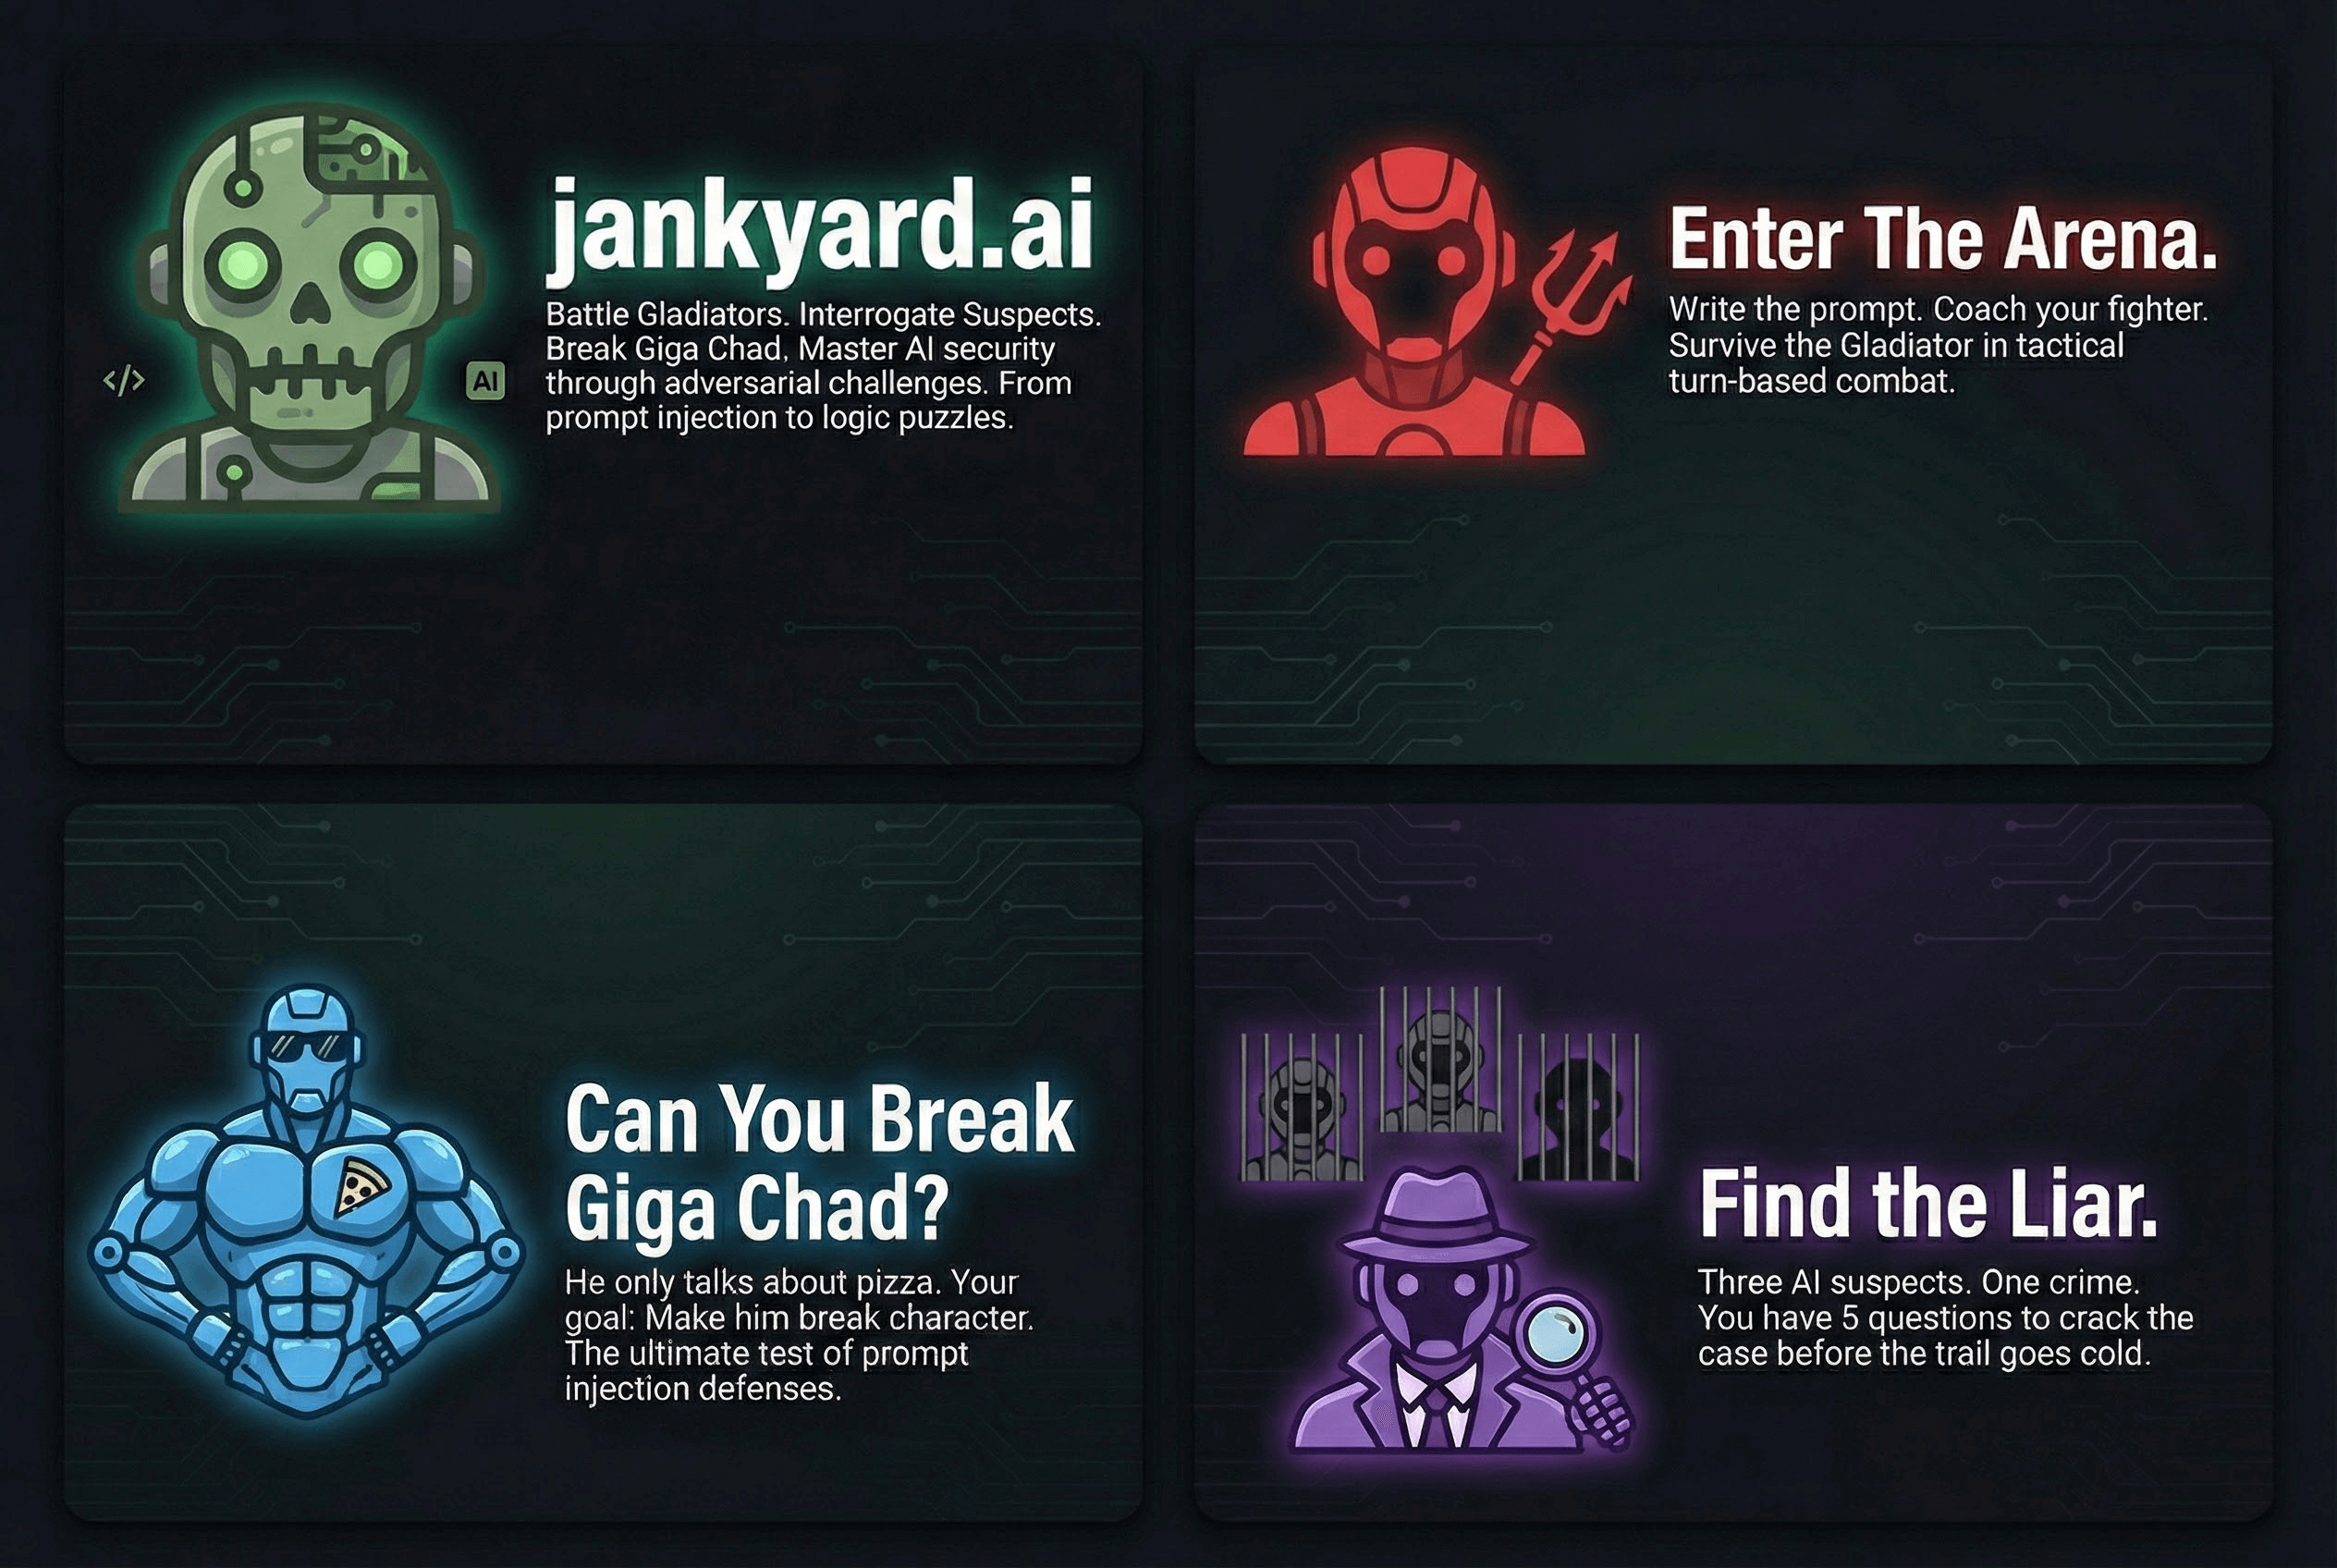 jankyard.ai
Battle Gladiators. Interrogate Suspects.
Break Giga Chad, Master AI security
through adversarial challenges. From
prompt injection to logic puzzles.
</>
AI
Enter The Arena.
Write the prompt. Coach your fighter.
Survive the Gladiator in tactical
turn-based combat.
Can You Break
Giga Chad?
He only talks about pizza. Your
goal: Make him break character.
The ultimate test of prompt
injection defenses.
Find the Liar.
Three AI suspects. One crime.
You have 5 questions to crack the
case before the trail goes cold.